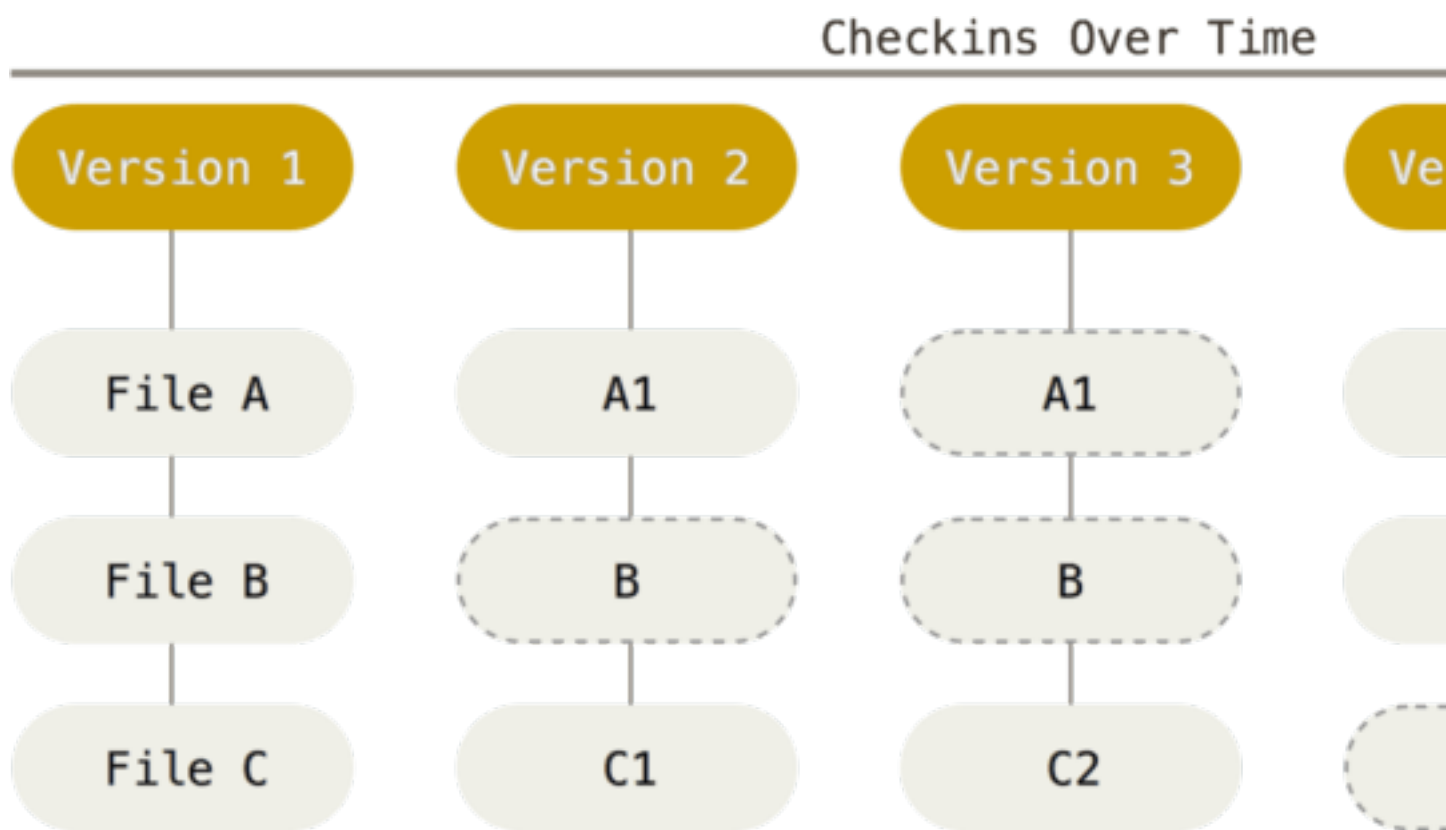 Checkins Over Time
Version 1 Version 2 Version 3
File A A1 A1
File B B B
File C C1 C2